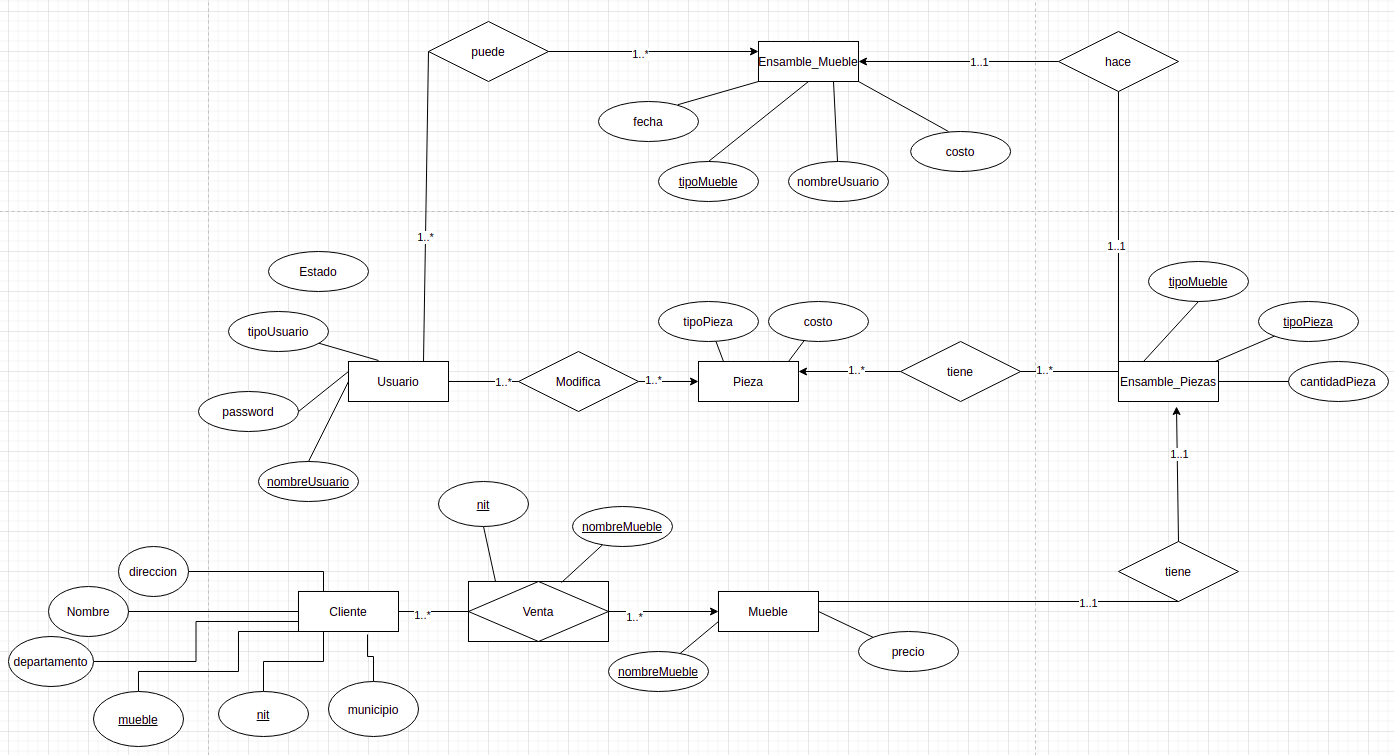 puede
1..*
Ensamble_Mueble
1..1
hace
fecha
tipoMueble
nombreUsuario
costo
1..*
1..1
Estado
tipoUsuario
password
nombreUsuario
Usuario
1..*
Modifica
1..*
tipoPieza
costo
Pieza
1..*
tiene
1..*
tipoMueble
tipoPieza
Ensamble_Piezas
cantidadPieza
1..1
nit
nombreMueble
direccion
Nombre
departamento
mueble
nit
municipio
Cliente
1..*
Venta
1..*
Mueble
1..1
tiene
nombreMueble
precio